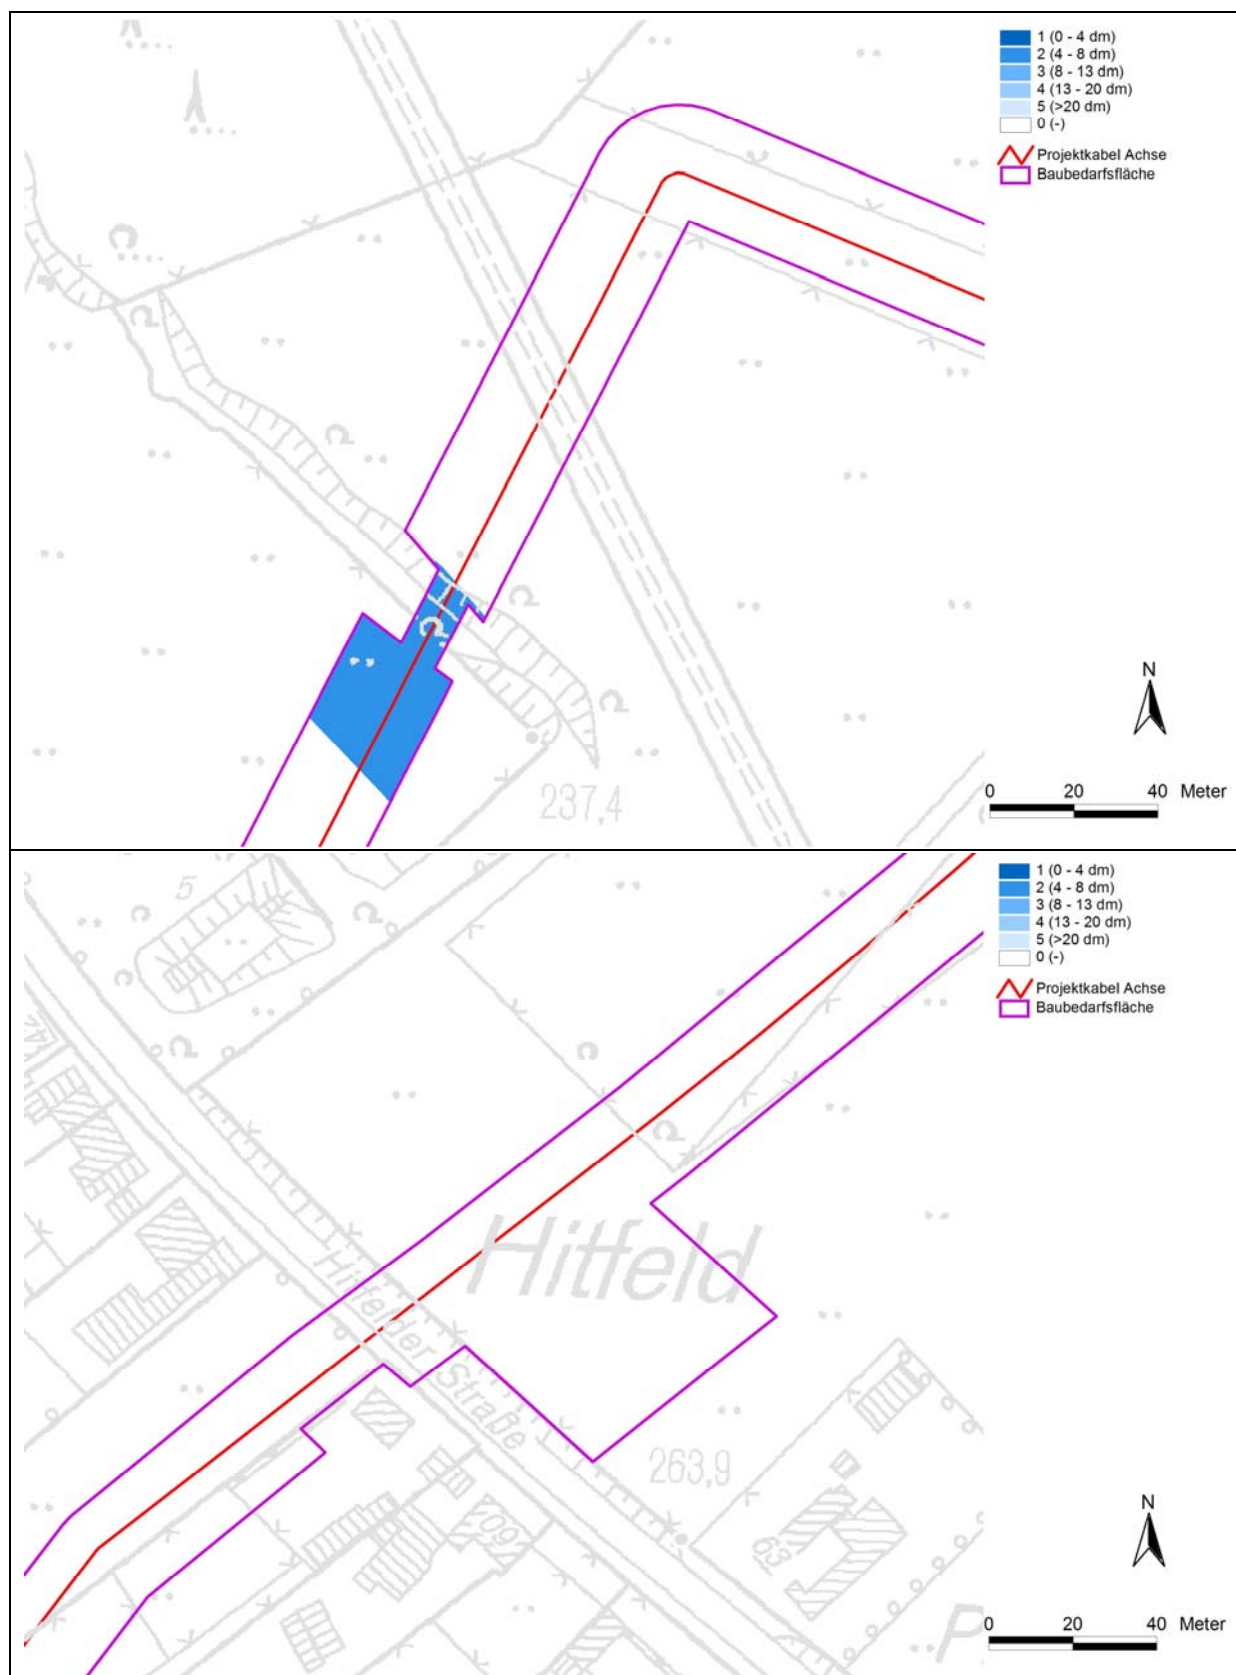 1 (0 - 4 dm)
2 (4 - 8 dm)
3 (8 - 13 dm)
4 (13 - 20 dm)
5 (>20 dm)
0 (-)
Projektkabel Achse
Baubedarfsfläche
N
0 20 40 Meter
237,4
1 (0 - 4 dm)
2 (4 - 8 dm)
3 (8 - 13 dm)
4 (13 - 20 dm)
5 (>20 dm)
0 (-)
Projektkabel Achse
Baubedarfsfläche
5
42
Hitfeld
Hitfelder Straße
263,9
60
63
P
N
0 20 40 Meter